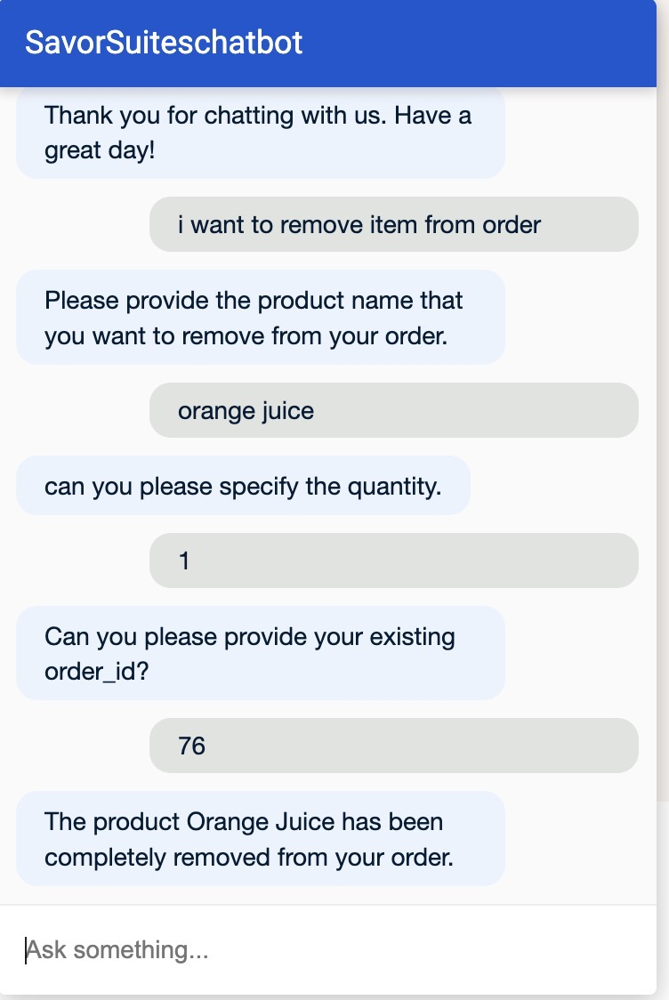 SavorSuiteschatbot
Thank you for chatting with us. Have a
great day!
i want to remove item from order
Please provide the product name that
you want to remove from your order.
orange juice
can you please specify the quantity.
1
Can you please provide your existing
order_id?
76
The product Orange Juice has been
completely removed from your order.
Ask something...